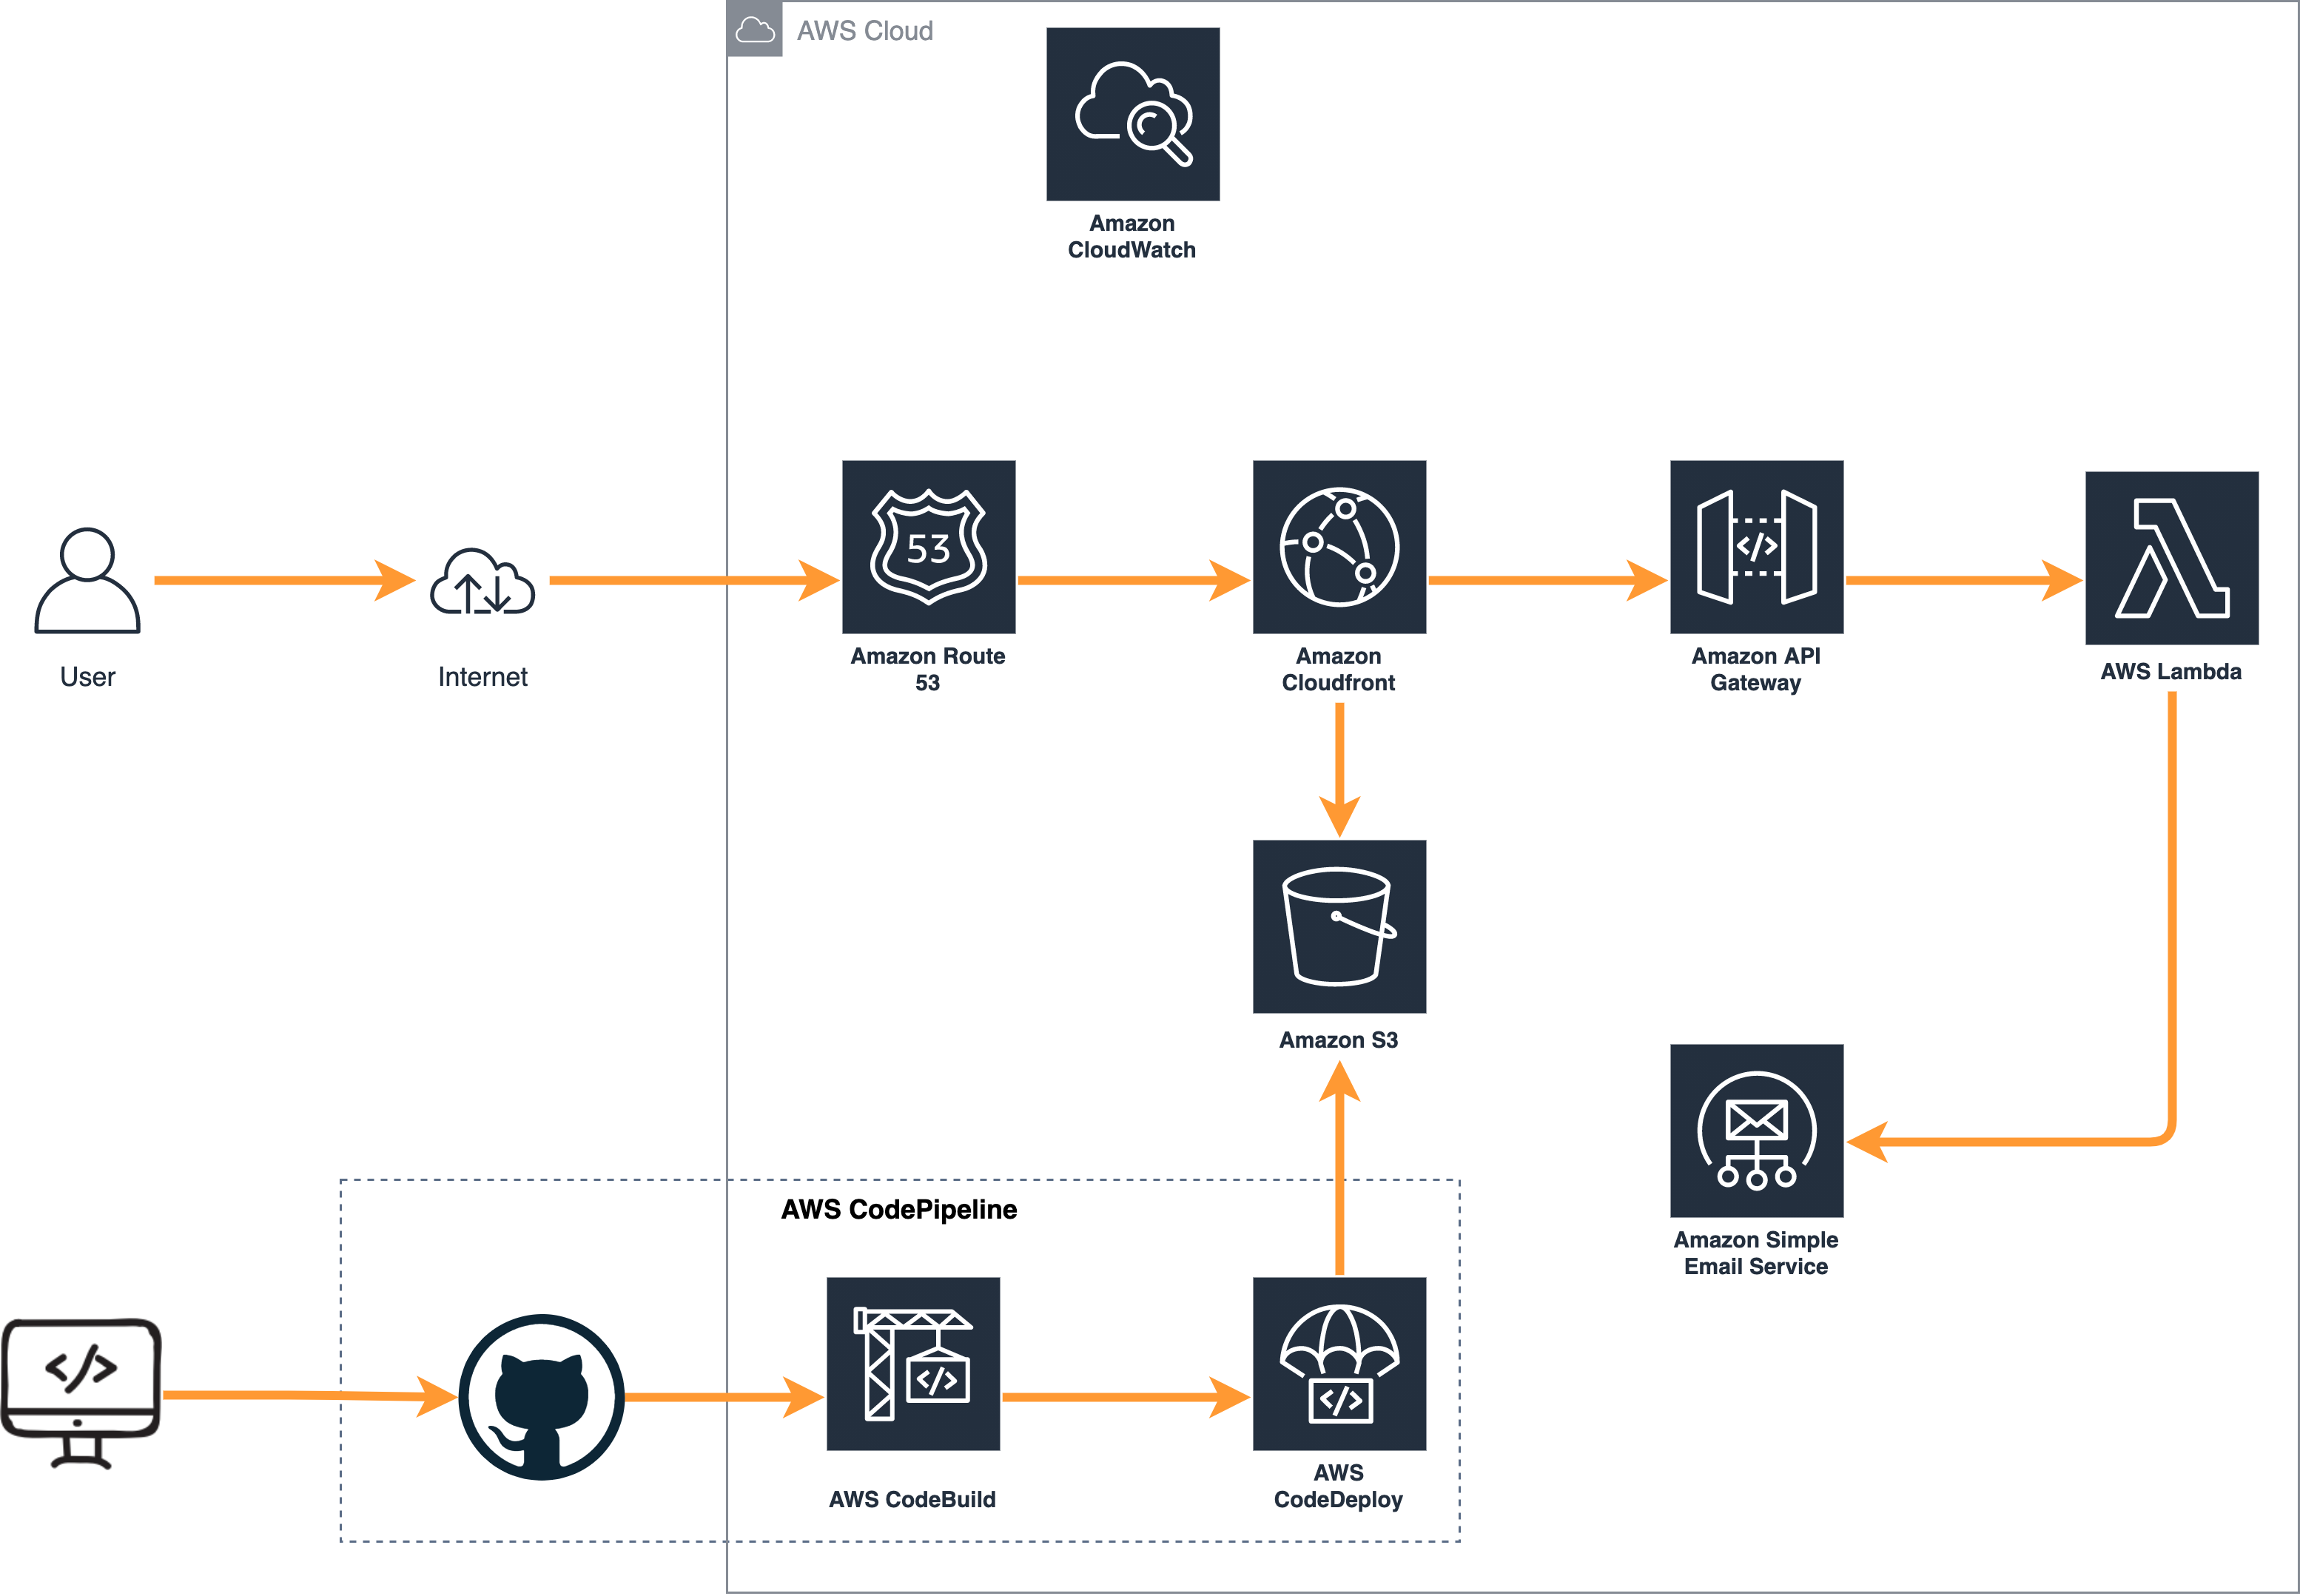 AWS Cloud
Amazon
CloudWatch
53
User
Internet
Amazon Route
53
Amazon
Cloudfront
Amazon API
Gateway
AWS Lambda
Amazon S3
Amazon Simple
Email Service
AWS CodePipeline
AWS CodeBuild
AWS
CodeDeploy